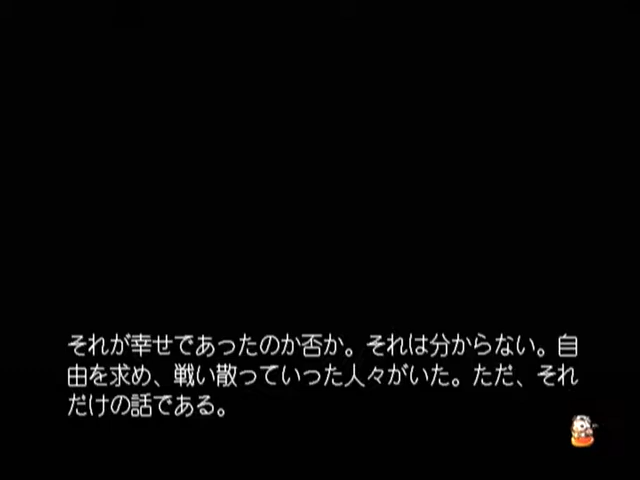 それが幸せであったのか否か。それは分からない。自
由を求め、戦い散っていった人々がいた。ただ、それ
だけの話である。